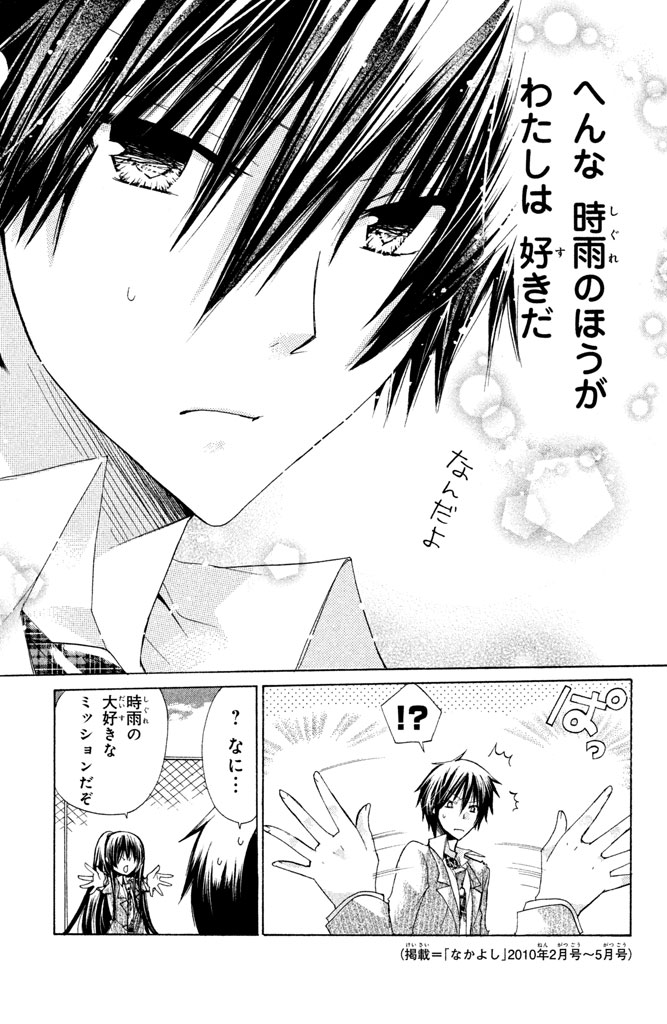 へんな 時雨のほうが
わたしは 好きだ
なんだよ
ぱっ
!?
? なに…
時雨の
大好きな
ミッションだぞ
(掲載=「なかよし」2010年2月号~5月号)